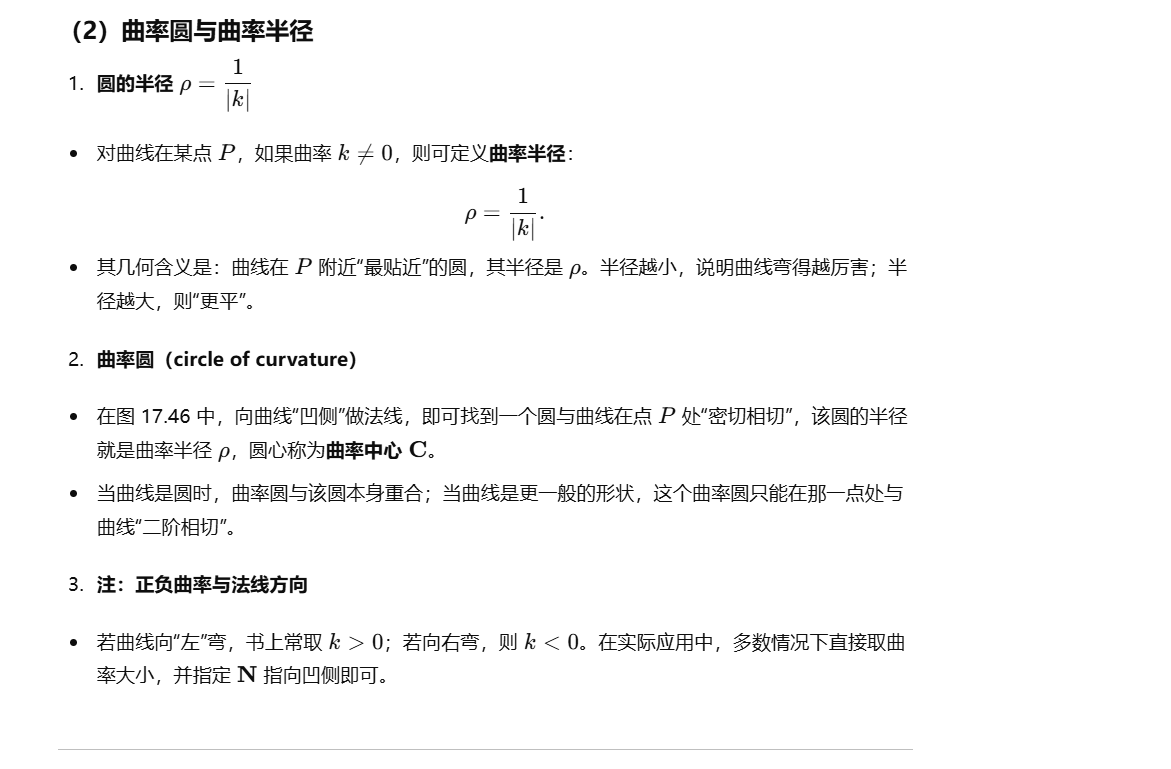 （2）曲率圆与曲率半径
1. 圆的半径 ρ = 1/|k|
• 对曲线在某点 P，如果曲率 k ≠ 0，则可定义曲率半径：
ρ = 1/|k|.
• 其几何含义是：曲线在 P 附近“最贴近”的圆，其半径是 ρ。半径越小，说明曲线弯得越厉害；半
径越大，则“更平”。
2. 曲率圆（circle of curvature）
• 在图 17.46 中，向曲线“凹侧”做法线，即可找到一个圆与曲线在点 P 处“密切相切”，该圆的半径
就是曲率半径 ρ，圆心称为曲率中心 C。
• 当曲线是圆时，曲率圆与该圆本身重合；当曲线是更一般的形状，这个曲率圆只能在那一点处与
曲线“二阶相切”。
3. 注：正负曲率与法线方向
• 若曲线向“左”弯，书上常取 k > 0；若向右弯，则 k < 0。在实际应用中，多数情况下直接取曲
率大小，并指定 N 指向凹侧即可。